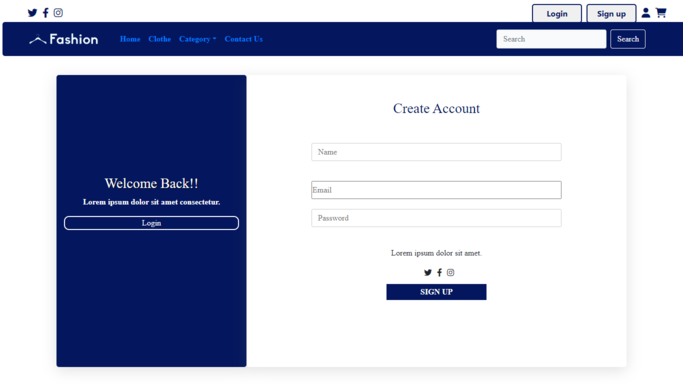 Login Sign up
Fashion Home Clothe Category Contact Us Search Search
Create Account
Name
Welcome Back!!
Email
Lorem ipsum dolor sit amet consectetur.
Password
Login
Lorem ipsum dolor sit amet.
SIGN UP